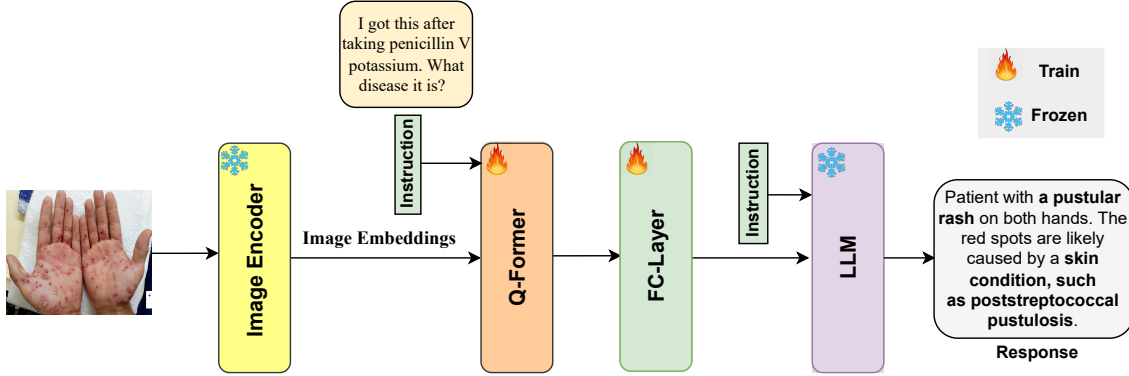 I got this after
taking penicillin V
potassium. What
disease it is?
Train
Frozen
Instruction
Image Encoder
Image Embeddings
Q-Former
FC-Layer
Instruction
LLM
Patient with a pustular
rash on both hands. The
red spots are likely
caused by a skin
condition, such
as poststreptococcal
pustulosis.
Response